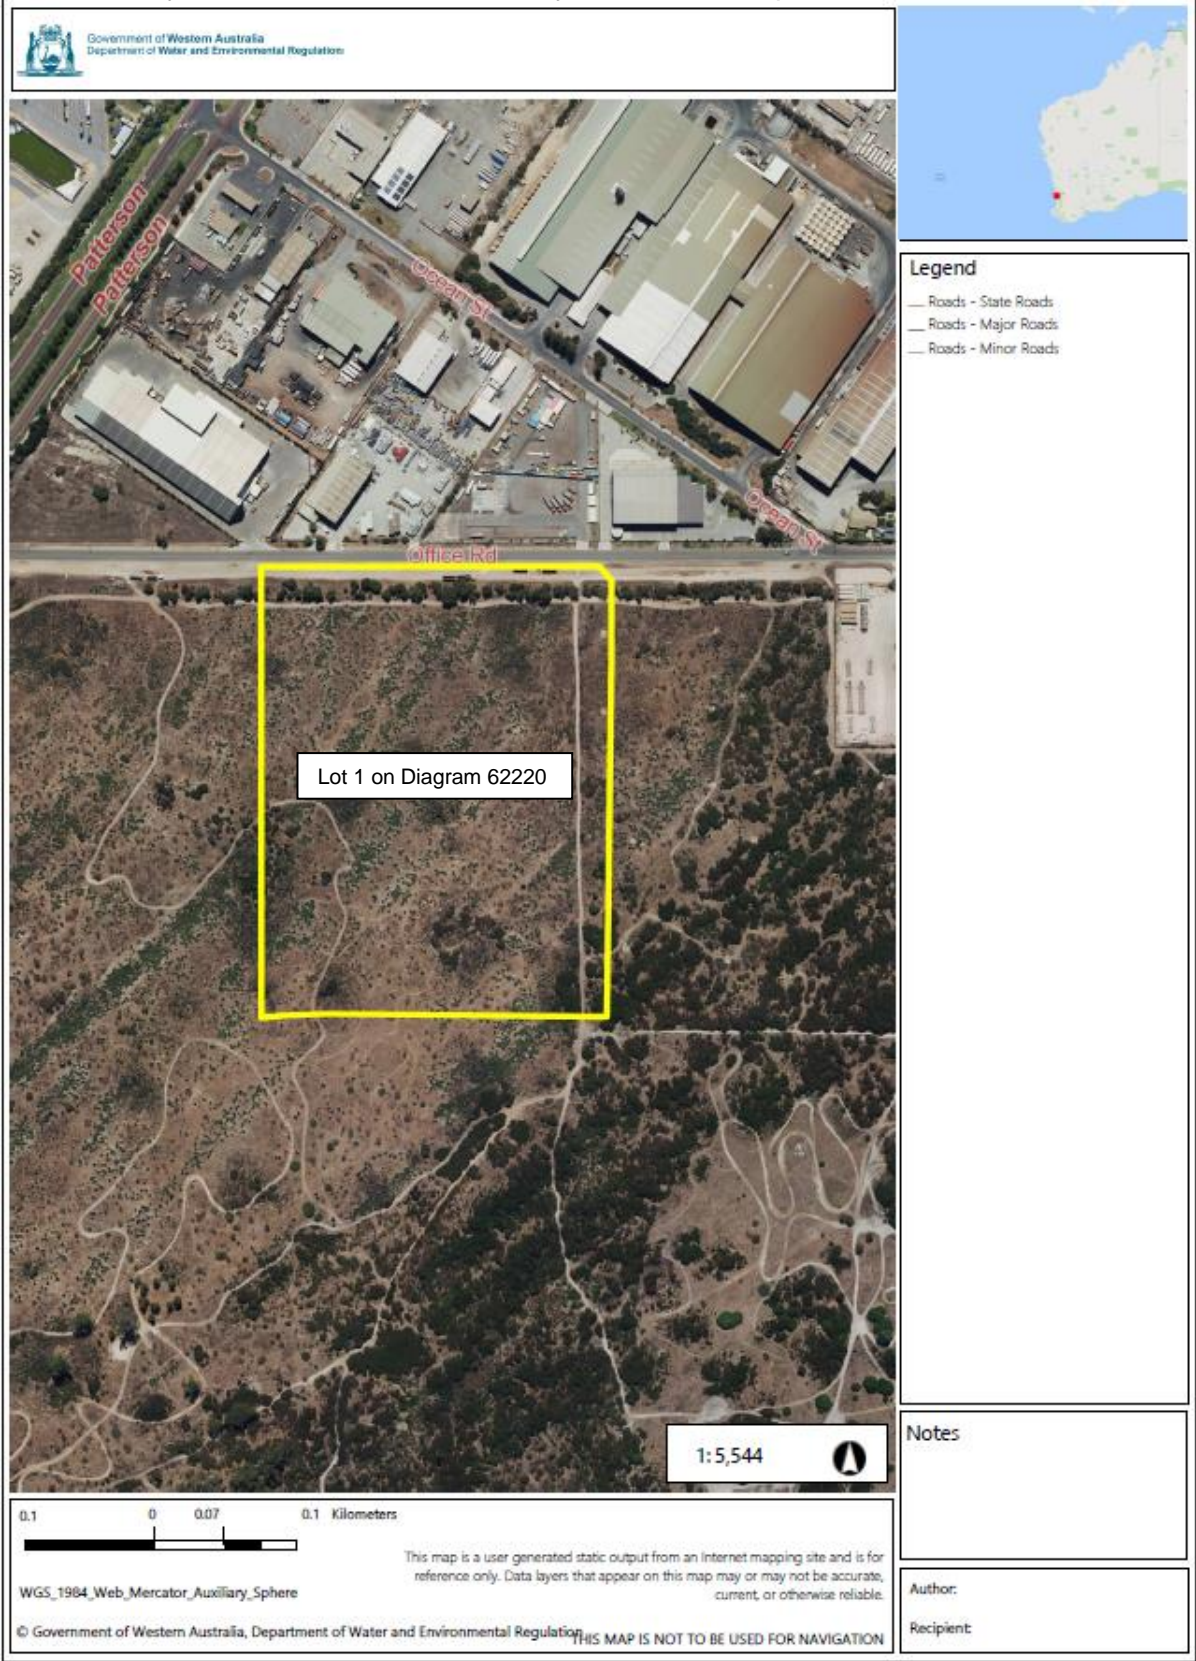 Government of Western Australia
Department of Water and Environmental Regulation
Patterson
Patterson
Ocean St
Ocean St
Office Rd
Lot 1 on Diagram 62220
1: 5,544
Legend
Roads - State Roads
Roads - Major Roads
Roads - Minor Roads
Notes
Author:
Recipient:
0.1 0 0.07 0.1 Kilometers
This map is a user generated static output from an Internet mapping site and is for
reference only. Data layers that appear on this map may or may not be accurate,
current, or otherwise reliable.
WGS_1984_Web_Mercator_Auxiliary_Sphere
© Government of Western Australia, Department of Water and Environmental Regulation
THIS MAP IS NOT TO BE USED FOR NAVIGATION